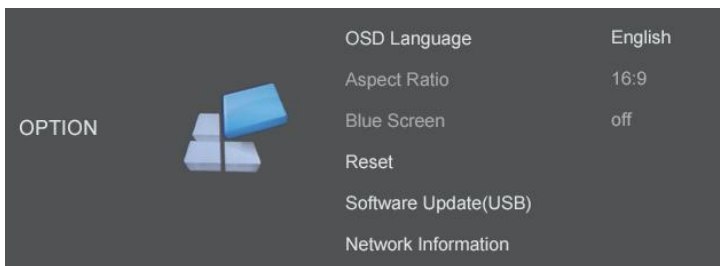 OPTION
OSD Language English
Aspect Ratio 16:9
Blue Screen off
Reset
Software Update(USB)
Network Information